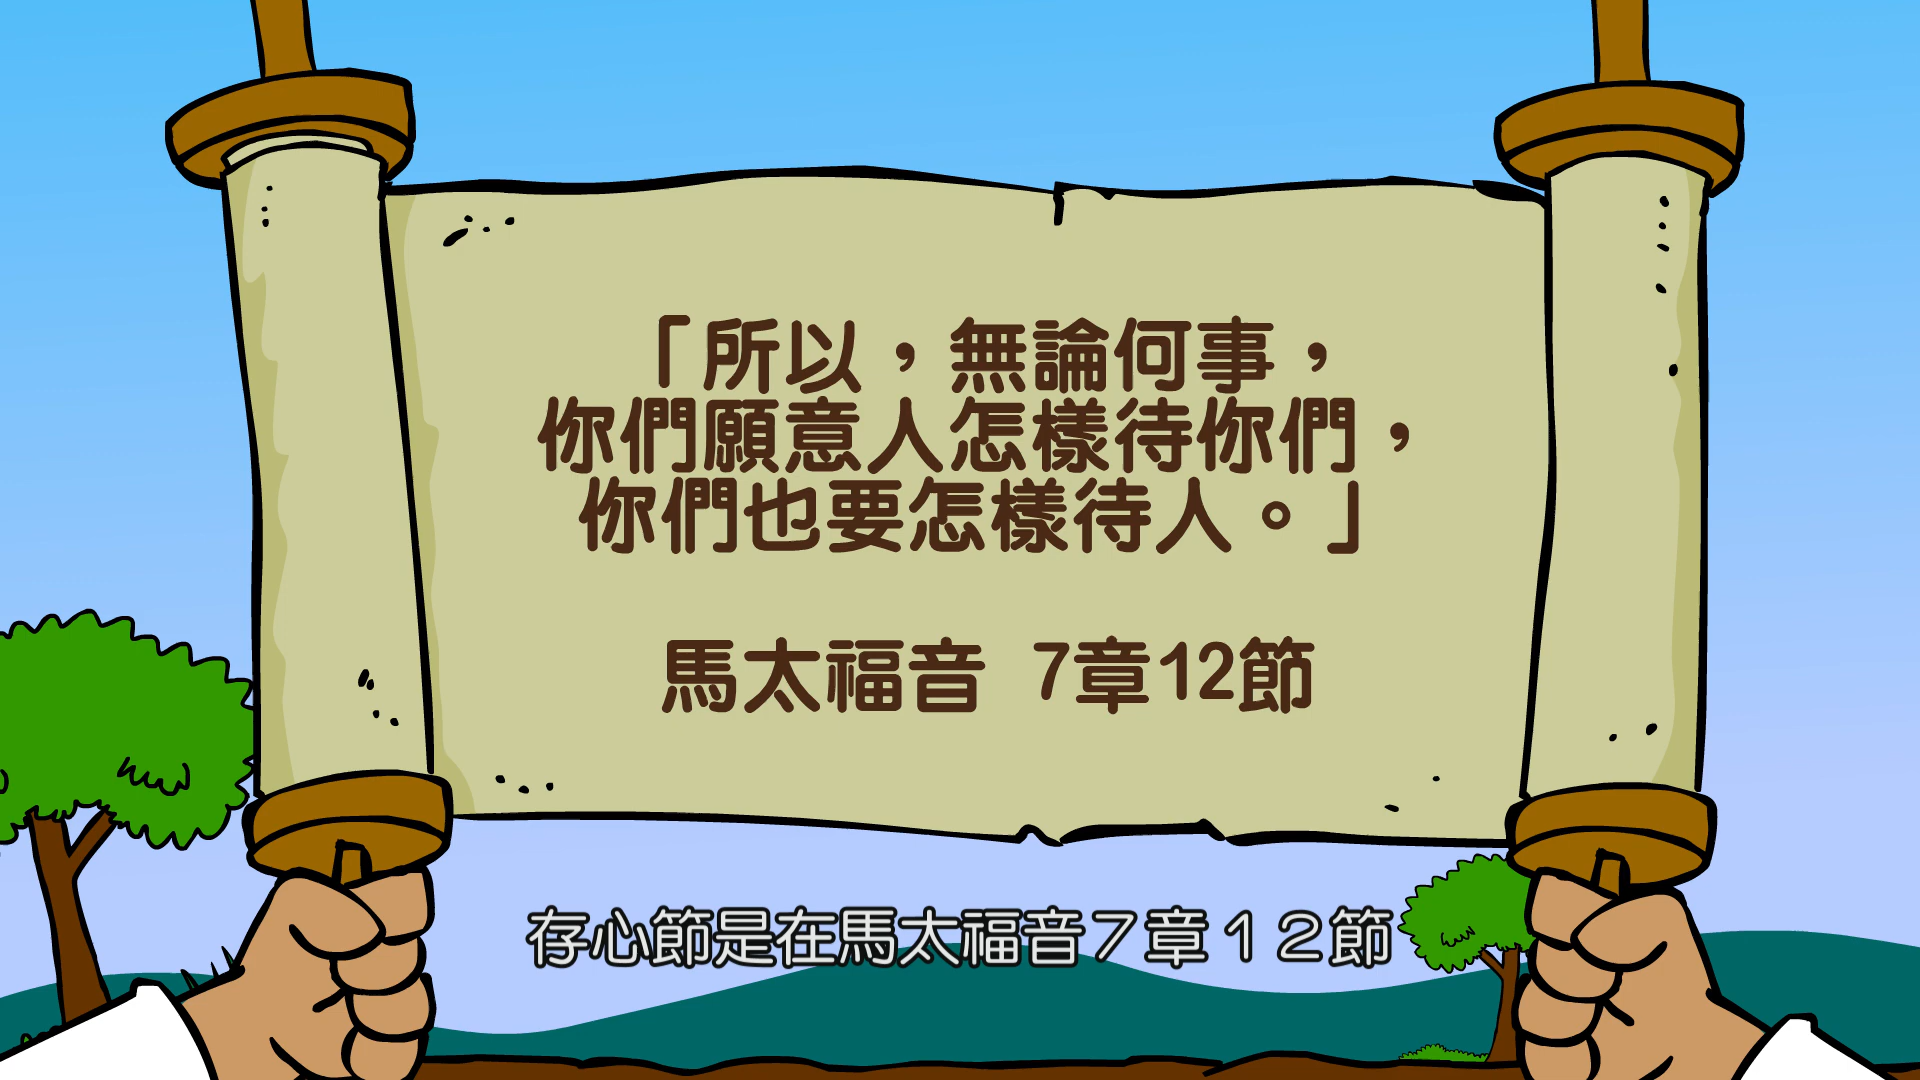 「所以，無論何事，
你們願意人怎樣待你們，
你們也要怎樣待人。」
馬太福音 7章12節
存心節是在馬太福音７章１２節